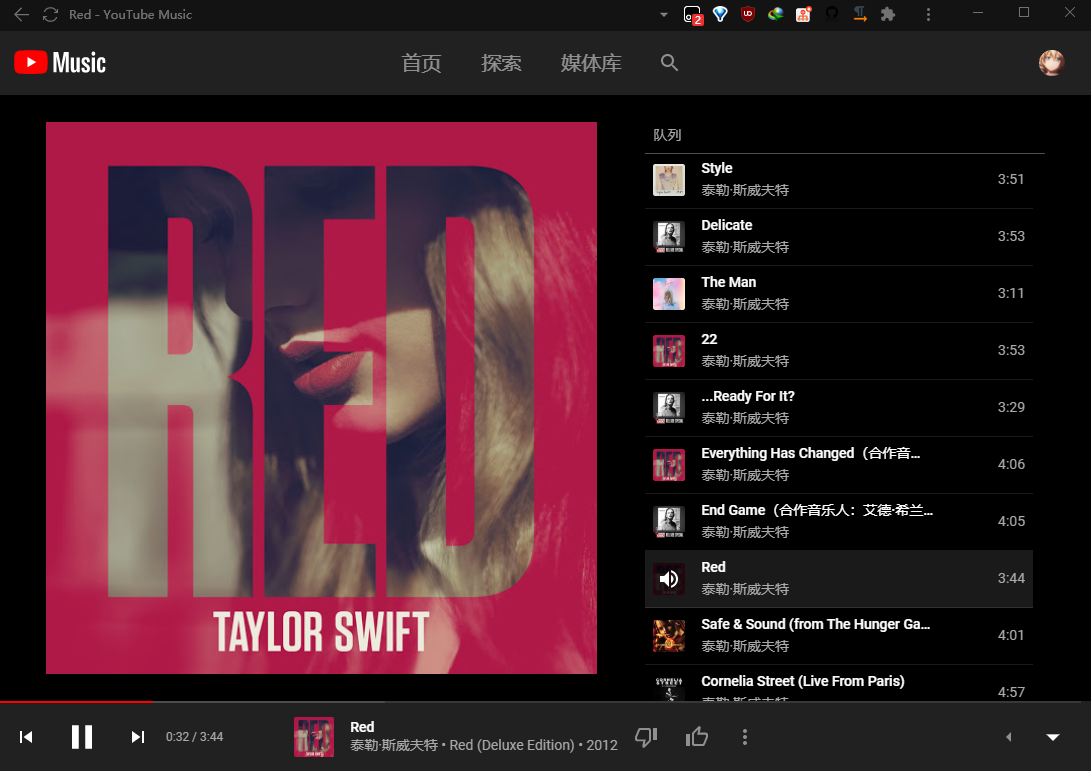 Red - YouTube Music
2
UD
Music
首页
探索
媒体库
RED
TAYLOR SWIFT
队列
Style
泰勒·斯威夫特
3:51
Delicate
泰勒·斯威夫特
3:53
The Man
泰勒·斯威夫特
3:11
22
泰勒·斯威夫特
3:53
...Ready For It?
泰勒·斯威夫特
3:29
Everything Has Changed（合作音...
泰勒·斯威夫特
4:06
End Game（合作音乐人：艾德·希兰...
泰勒·斯威夫特
4:05
Red
泰勒·斯威夫特
3:44
Safe & Sound (from The Hunger Ga...
泰勒·斯威夫特
4:01
Cornelia Street (Live From Paris)
泰勒·斯威夫特
4:57
0:32 / 3:44
Red
泰勒·斯威夫特 • Red (Deluxe Edition) • 2012